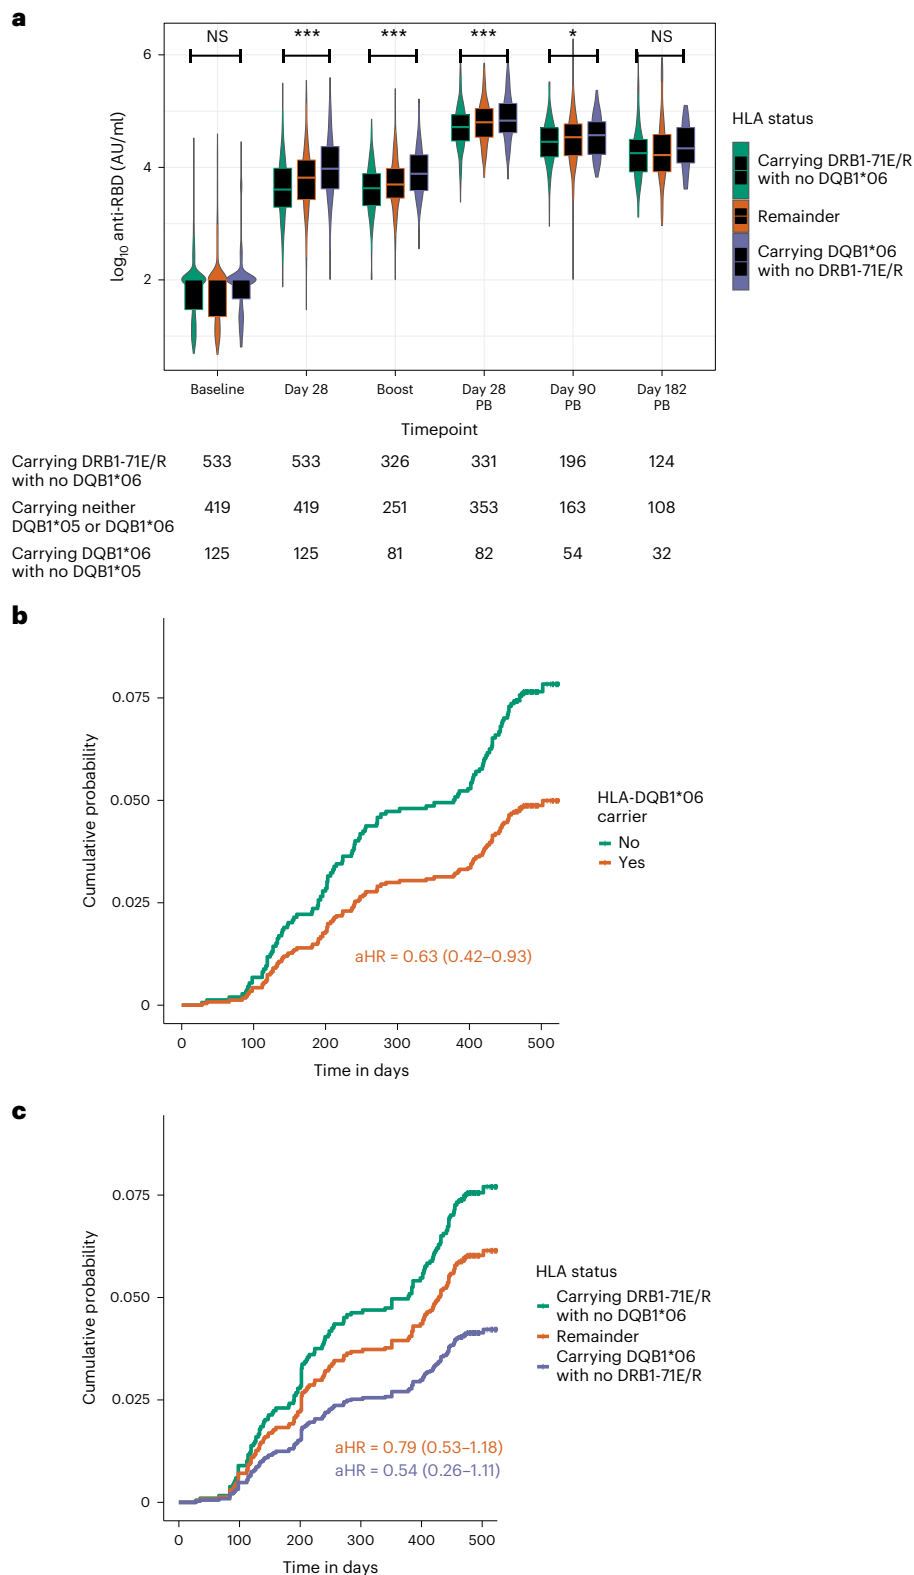 a
NS *** *** *** * NS
6
4
2
log10 anti-RBD (AU/ml)
Baseline Day 28 Boost Day 28 PB Day 90 PB Day 182 PB
Timepoint
HLA status
Carrying DRB1-71E/R
with no DQB1*06
Remainder
Carrying DQB1*06
with no DRB1-71E/R
Carrying DRB1-71E/R 533 533 326 331 196 124
with no DQB1*06
Carrying neither 419 419 251 353 163 108
DQB1*05 or DQB1*06
Carrying DQB1*06 125 125 81 82 54 32
with no DQB1*05
b
0.075
0.050
0.025
0
Cumulative probability
aHR = 0.63 (0.42–0.93)
0 100 200 300 400 500
Time in days
HLA-DQB1*06
carrier
No
Yes
c
0.075
0.050
0.025
0
Cumulative probability
aHR = 0.79 (0.53–1.18)
aHR = 0.54 (0.26–1.11)
0 100 200 300 400 500
Time in days
HLA status
Carrying DRB1-71E/R
with no DQB1*06
Remainder
Carrying DQB1*06
with no DRB1-71E/R